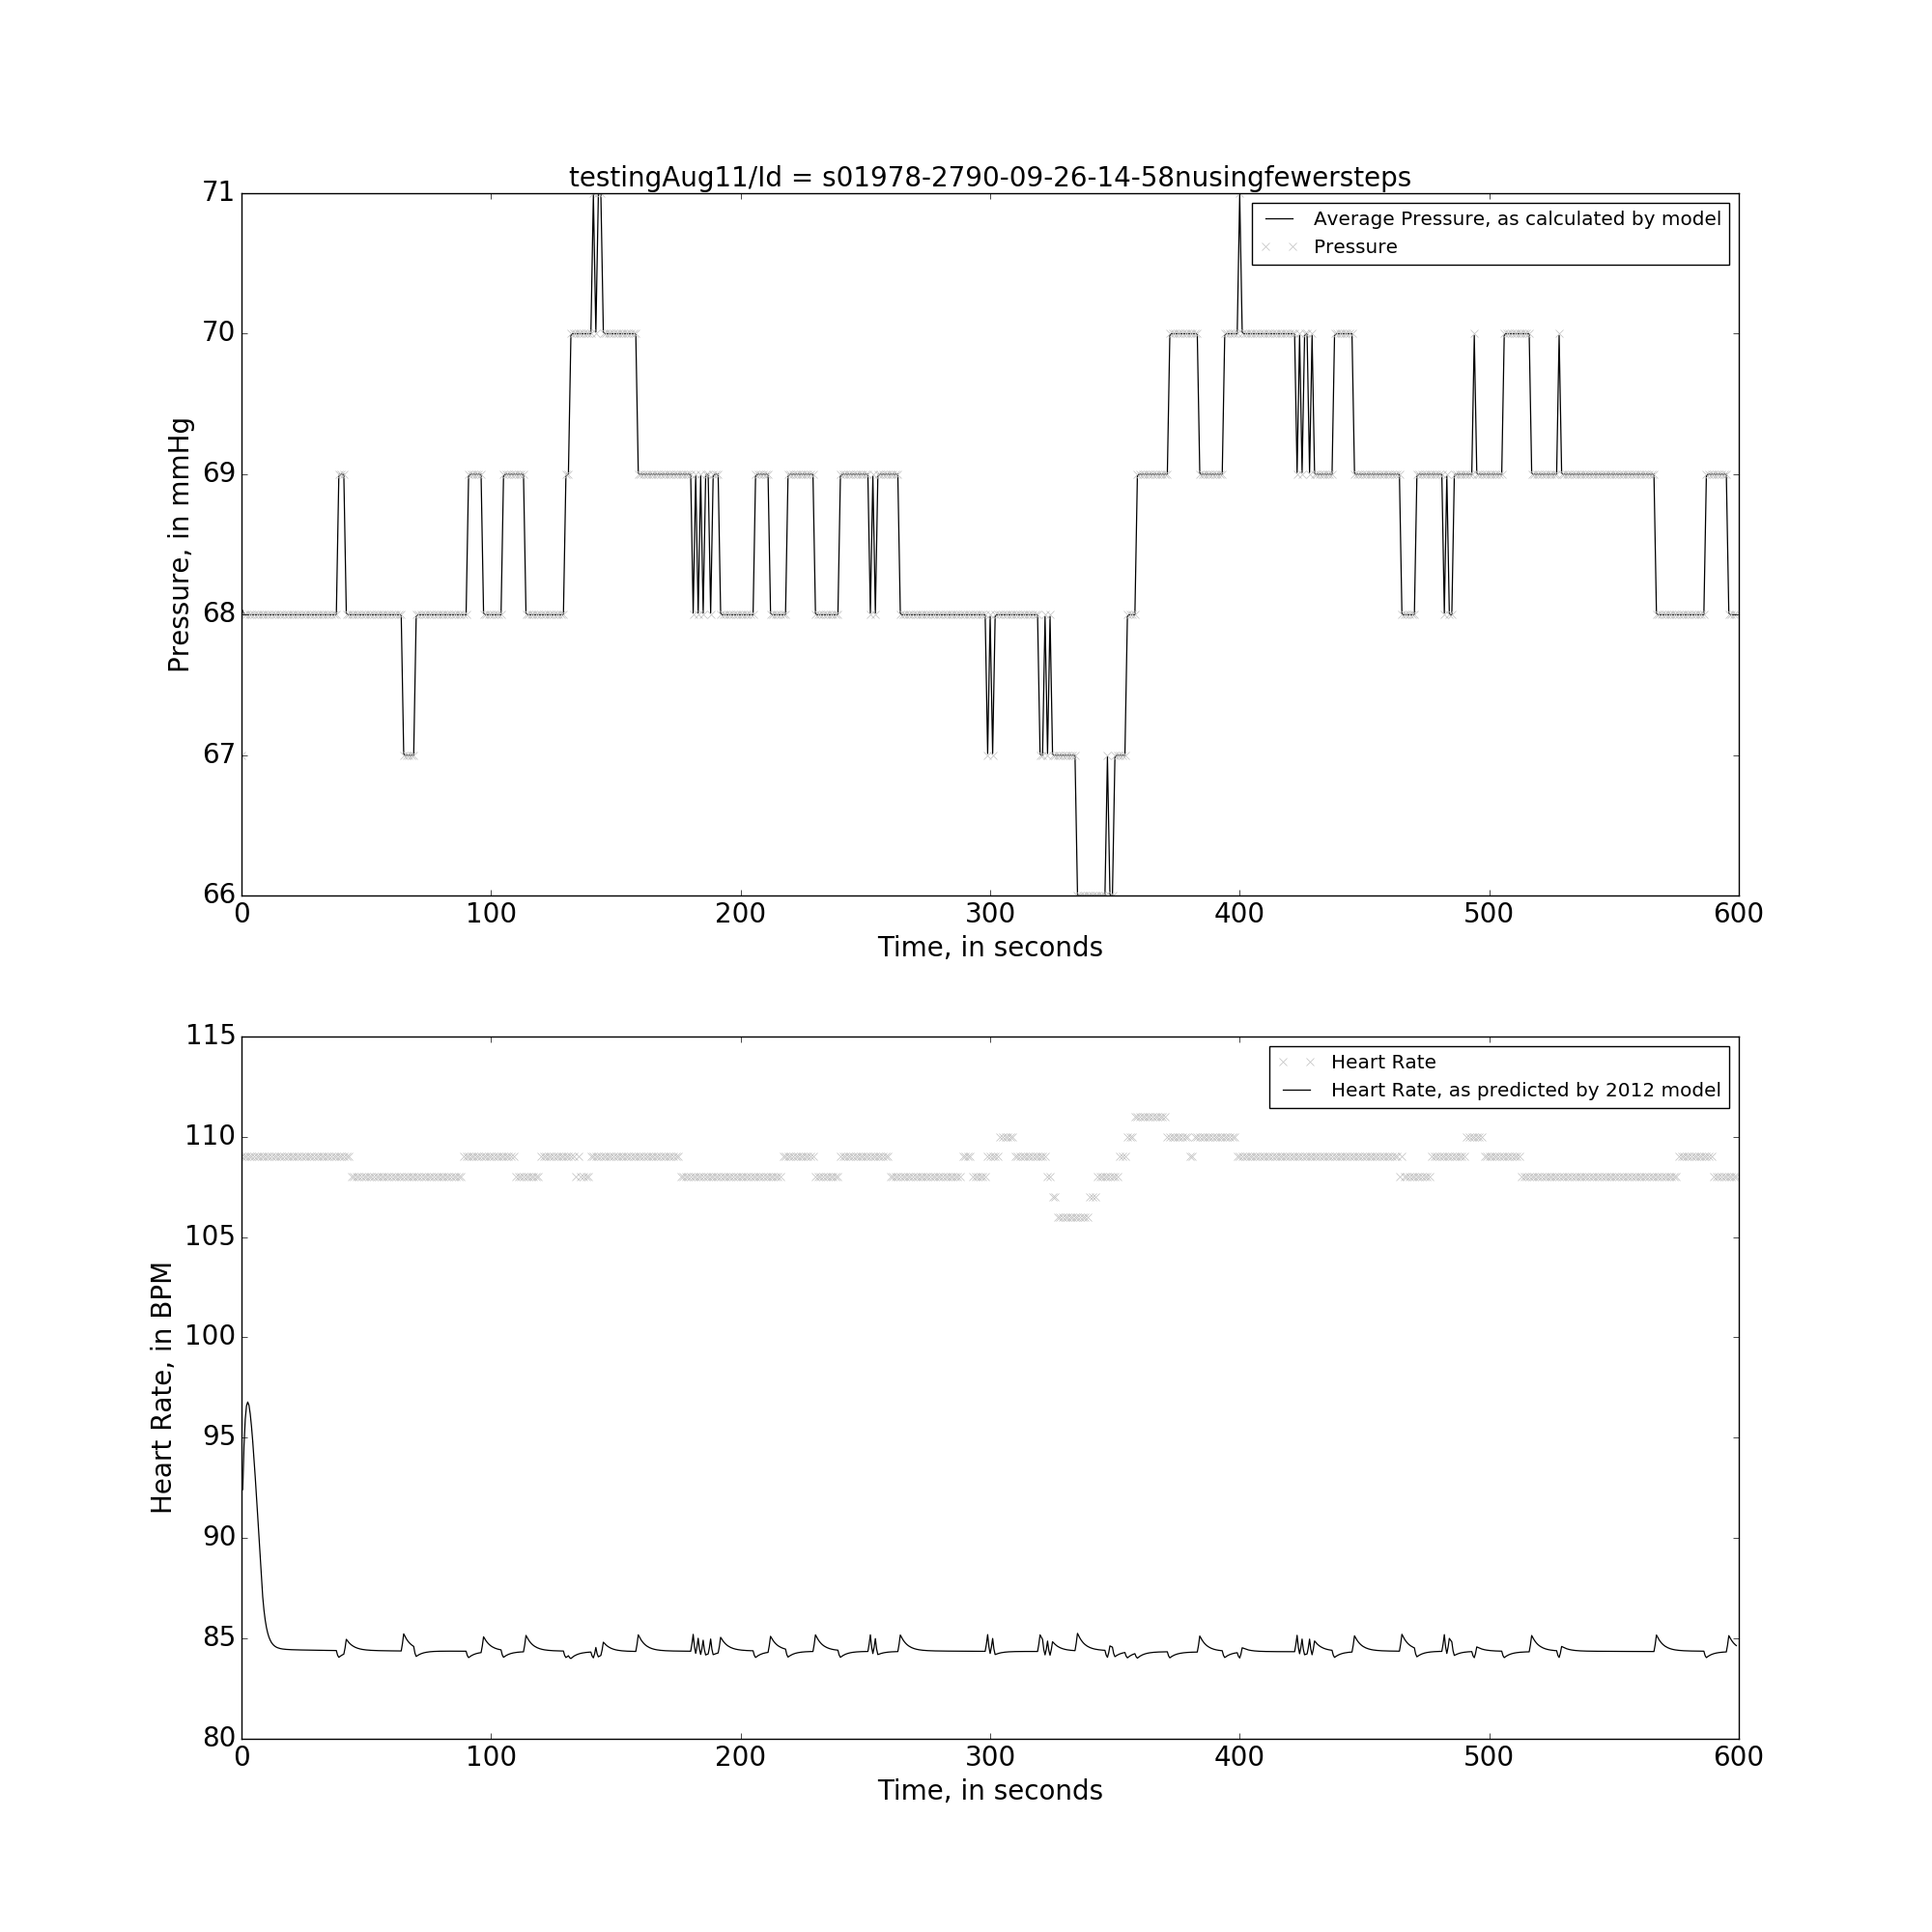 testingAug11/Id = s01978-2790-09-26-14-58nusingfewersteps
71
70
69
68
67
66
Pressure, in mmHg
Average Pressure, as calculated by model
Pressure
0 100 200 300 400 500 600
Time, in seconds
115
110
105
100
95
90
85
80
Heart Rate, in BPM
Heart Rate
Heart Rate, as predicted by 2012 model
0 100 200 300 400 500 600
Time, in seconds